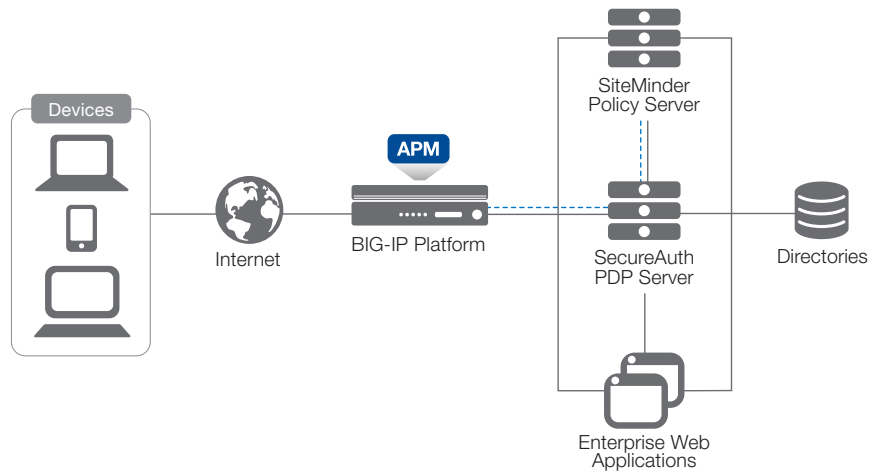 SiteMinder
Policy Server
Devices
APM
BIG-IP Platform
Internet
SecureAuth
PDP Server
Directories
Enterprise Web
Applications